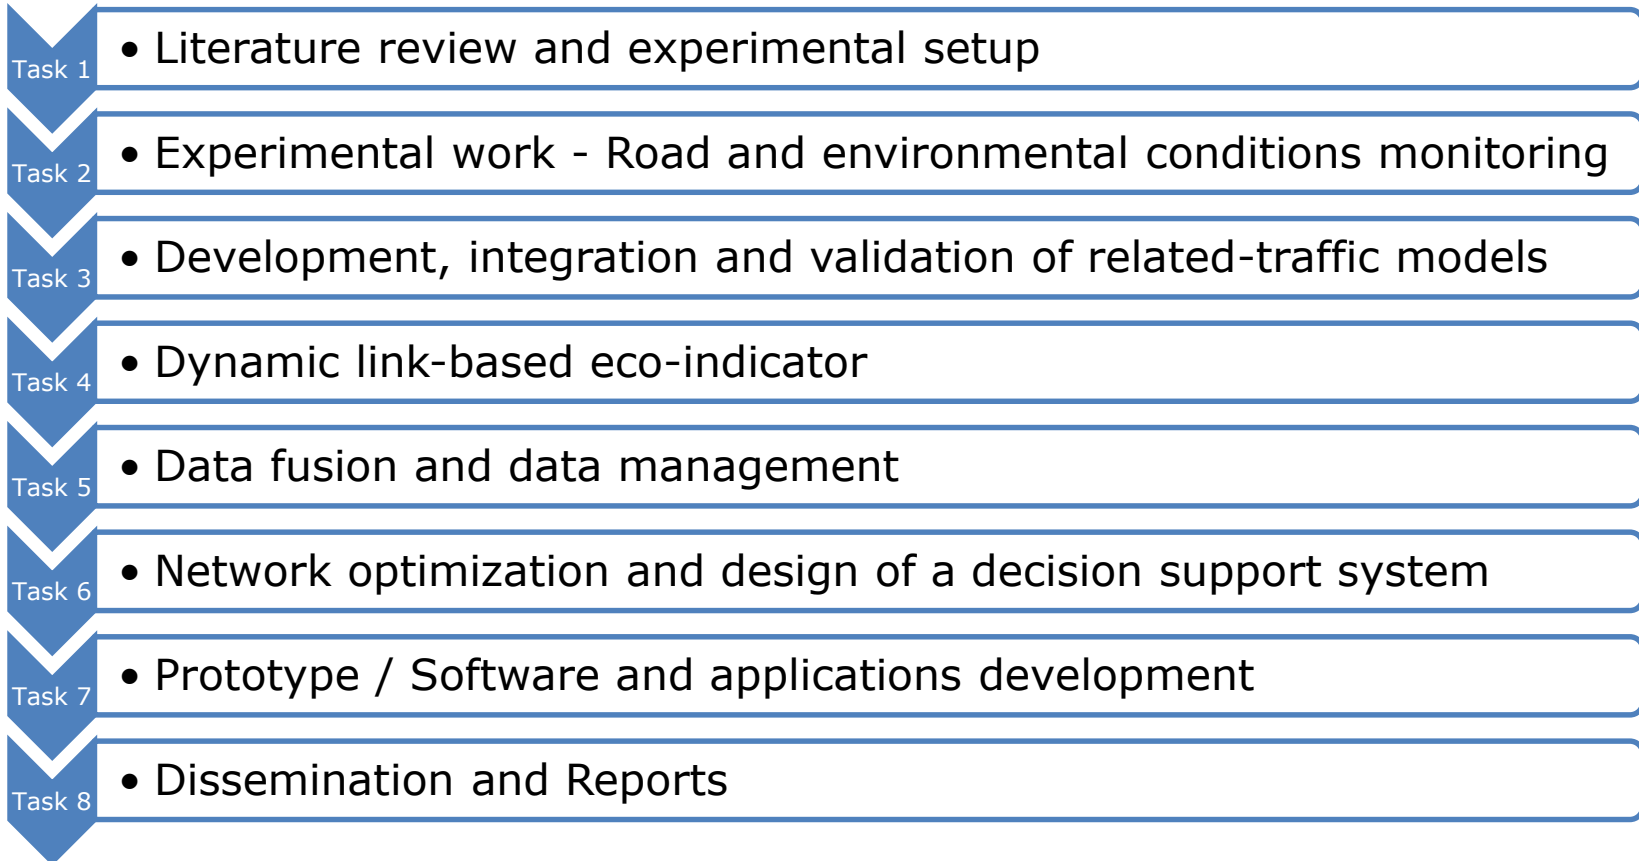 Task 1
• Literature review and experimental setup
Task 2
• Experimental work - Road and environmental conditions monitoring
Task 3
• Development, integration and validation of related-traffic models
Task 4
• Dynamic link-based eco-indicator
Task 5
• Data fusion and data management
Task 6
• Network optimization and design of a decision support system
Task 7
• Prototype / Software and applications development
Task 8
• Dissemination and Reports